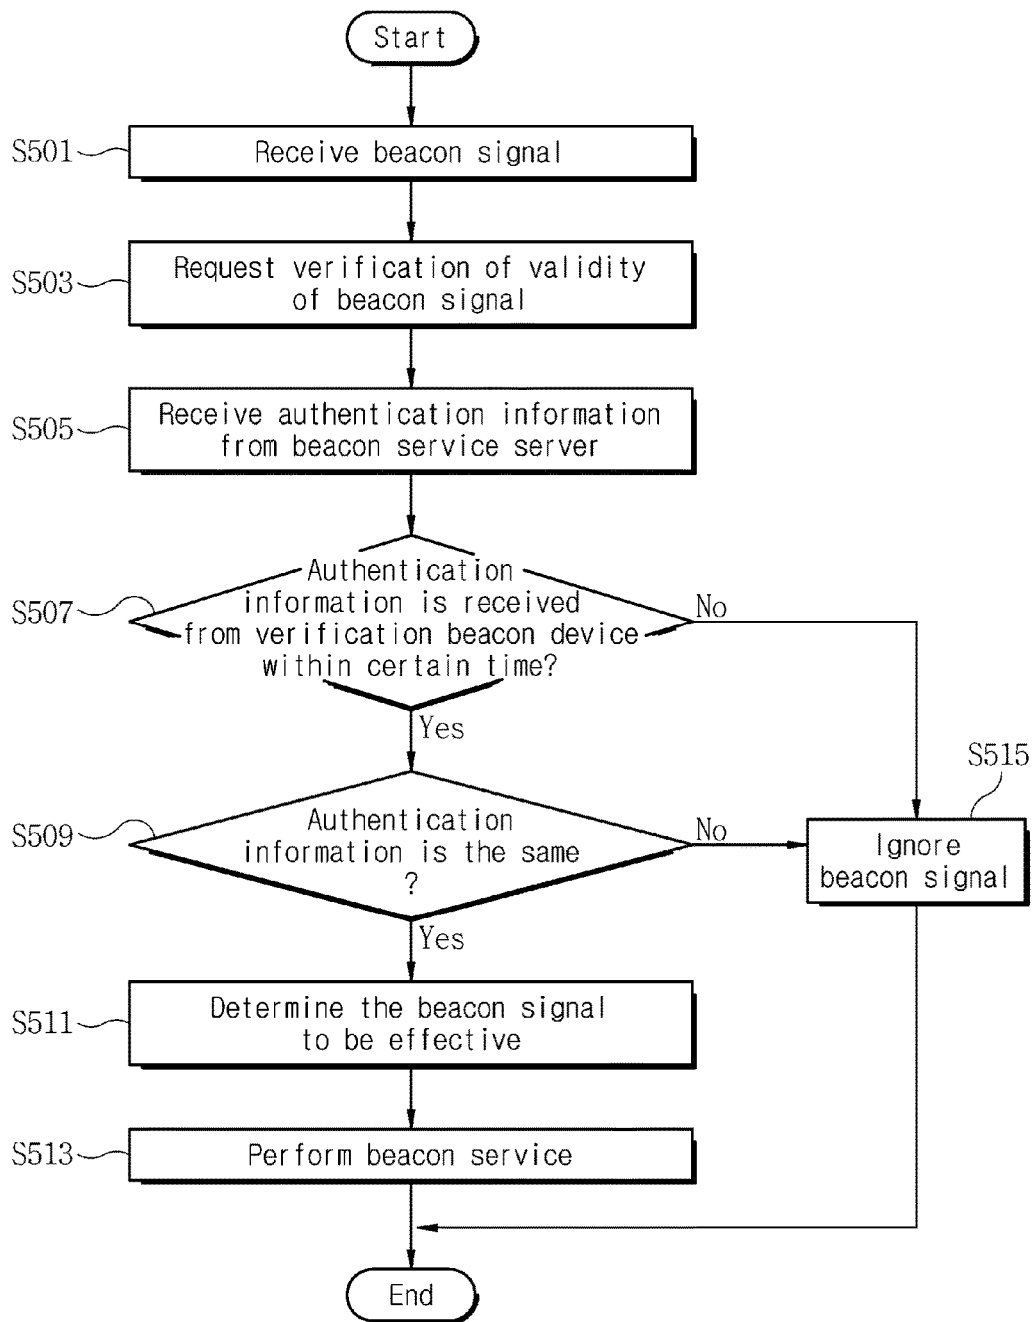 Start
S501
Receive beacon signal
S503
Request verification of validity
of beacon signal
S505
Receive authentication information
from beacon service server
S507
Authentication
information is received
from verification beacon device
within certain time?
No
Yes
S515
S509
Authentication
information is the same
?
No
Ignore
beacon signal
Yes
S511
Determine the beacon signal
to be effective
S513
Perform beacon service
End